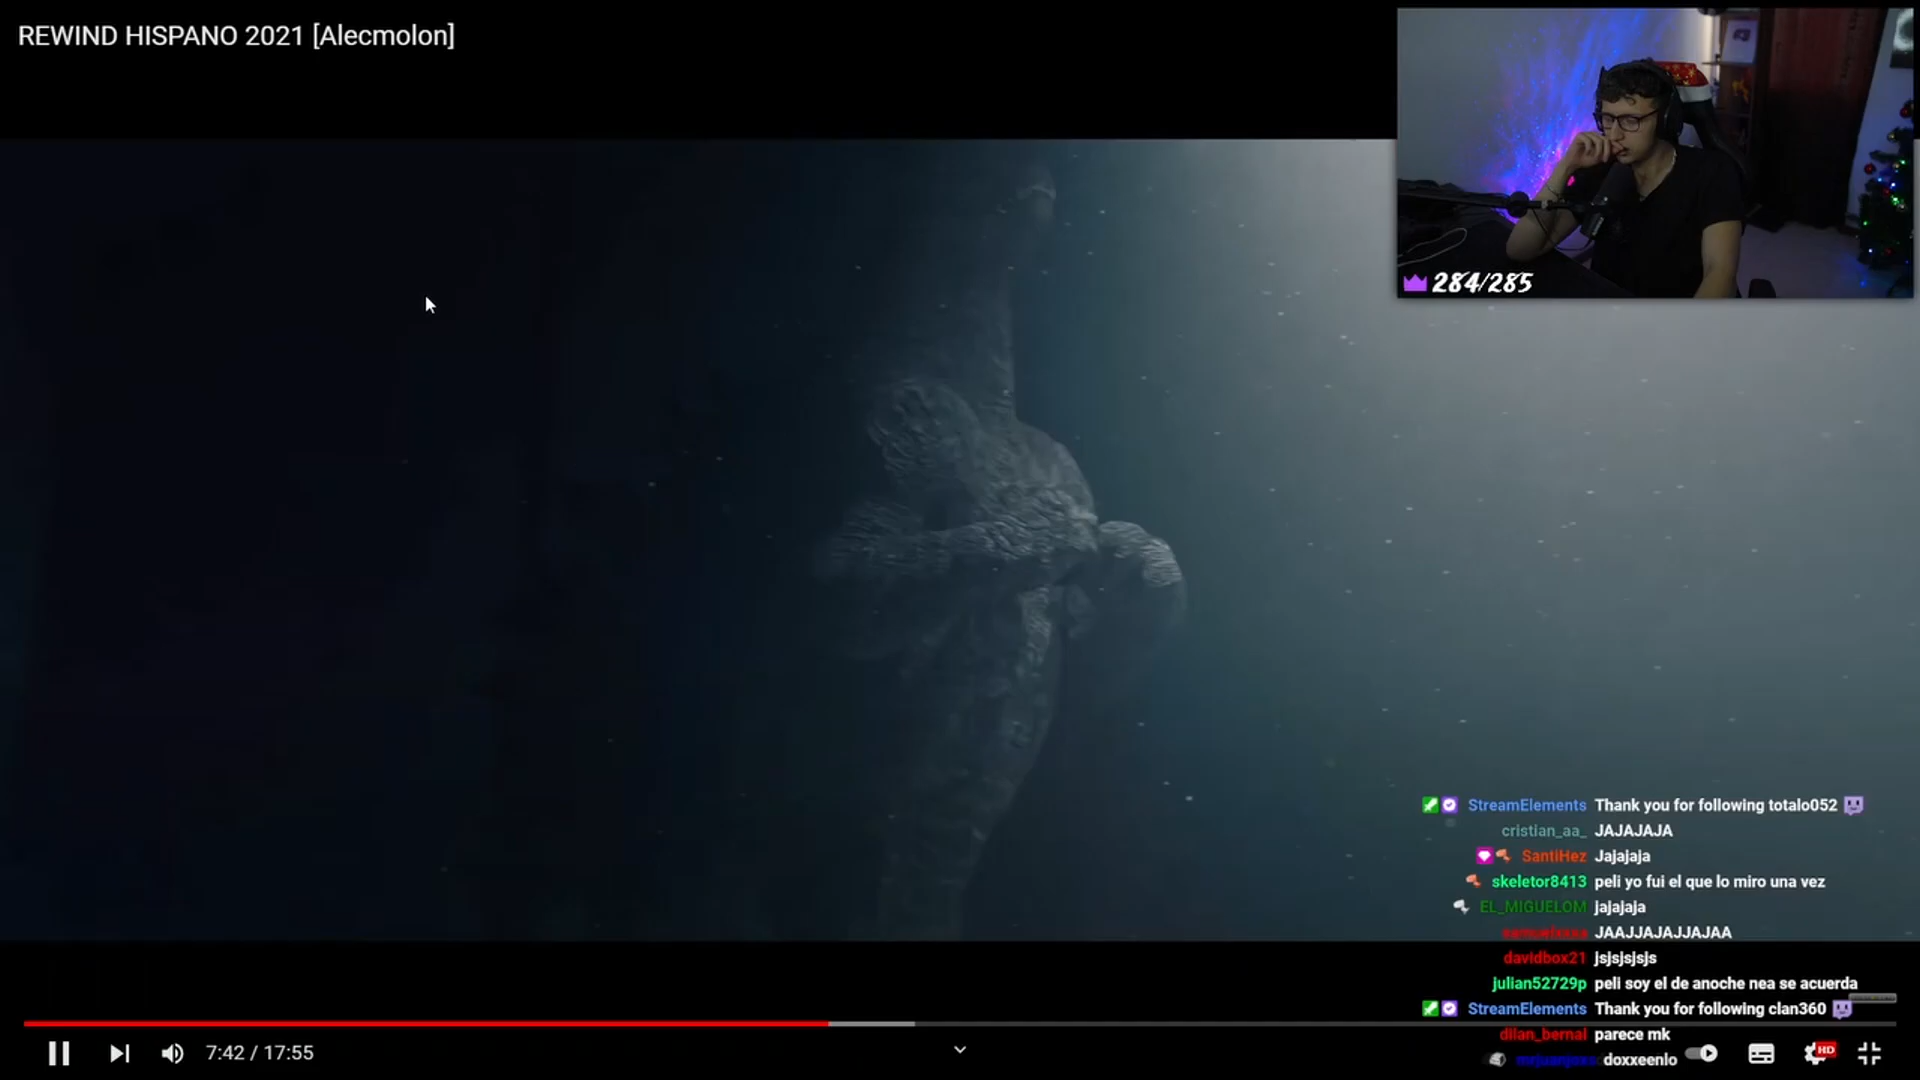 REWIND HISPANO 2021 [Alecmolon]
284/285
StreamElements Thank you for following totalo052
cristian_aa_ JAJAJAJA
SantiHez Jajajaja
skeletor8413 peli yo fui el que lo miro una vez
EL_MIGUELOM jajajaja
JAAJJAJAJJAJAA
davidbox21 jsjsjsjsjs
julian52729p peli soy el de anoche nea se acuerda
StreamElements Thank you for following clan360
dilan_bernal parece mk
doxxeenlo
7:42 / 17:55
HD